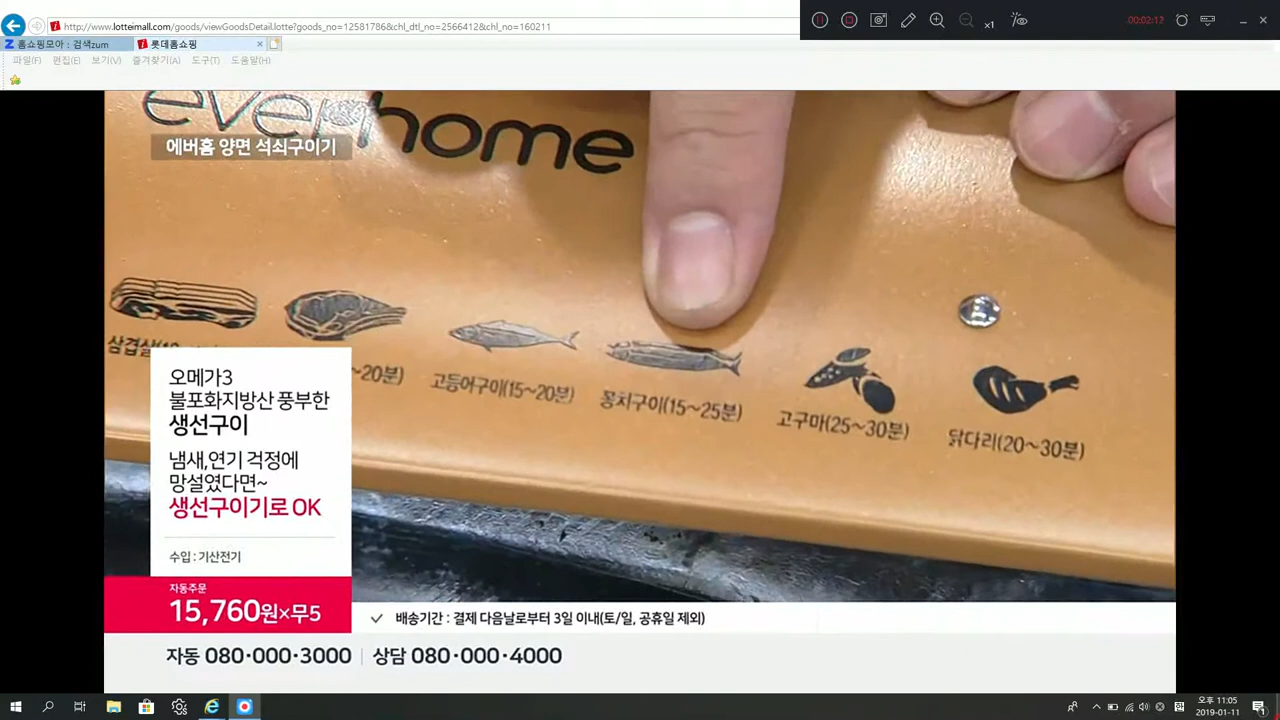 http://www.lotteimall.com/goods/viewGoodsDetail.lotte?goods_no=12581786&chl_dtl_no=2566412&chl_no=160211
x1
00:02:12
홈쇼핑모아 : 검색zum
롯데홈쇼핑
파일(F) 편집(E) 보기(V) 즐겨찾기(A) 도구(T) 도움말(H)
everhome
에버홈 양면 석쇠구이기
삼겹살
~20분)
고등어구이(15~20분)
꽁치구이(15~25분)
고구마(25~30분)
닭다리(20~30분)
오메가3
불포화지방산 풍부한
생선구이
냄새,연기 걱정에
망설였다면~
생선구이기로 OK
수입 : 기산전기
자동주문
15,760원×무5
배송기간 : 결제 다음날로부터 3일 이내(토/일, 공휴일 제외)
자동 080·000·3000 상담 080·000·4000
오후 11:05
2019-01-11